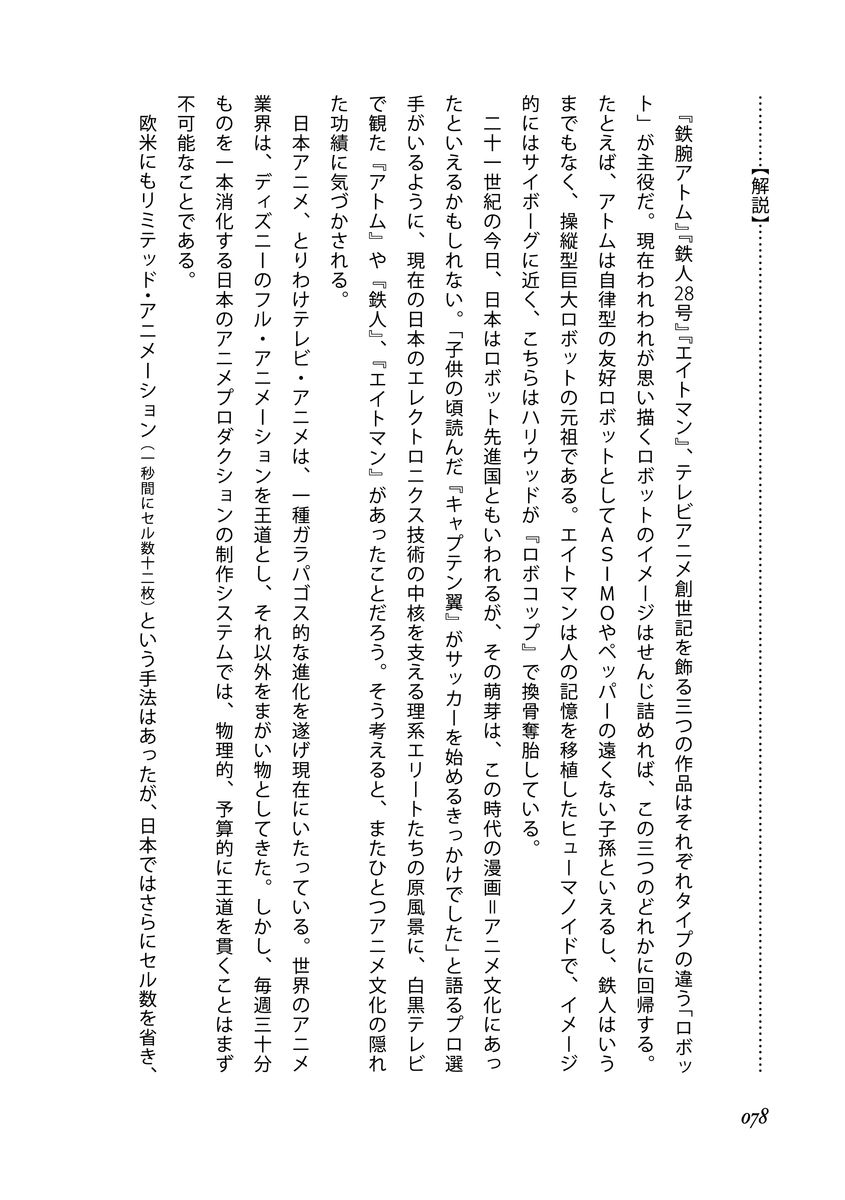 …………【解説】……………………………………………………………………
『鉄腕アトム』『鉄人28号』『エイトマン』、テレビアニメ創世記を飾る三つの作品はそれぞれタイプの違う「ロボッ
ト」が主役だ。現在われわれが思い描くロボットのイメージはせんじ詰めれば、この三つのどれかに回帰する。
たとえば、アトムは自律型の友好ロボットとしてASIMOやペッパーの遠くない子孫といえるし、鉄人はいう
までもなく、操縦型巨大ロボットの元祖である。エイトマンは人の記憶を移植したヒューマノイドで、イメージ
的にはサイボーグに近く、こちらはハリウッドが『ロボコップ』で換骨奪胎している。
二十一世紀の今日、日本はロボット先進国ともいわれるが、その萌芽は、この時代の漫画＝アニメ文化にあっ
たといえるかもしれない。「子供の頃読んだ『キャプテン翼』がサッカーを始めるきっかけでした」と語るプロ選
手がいるように、現在の日本のエレクトロニクス技術の中核を支える理系エリートたちの原風景に、白黒テレビ
で観た『アトム』や『鉄人』、『エイトマン』があったことだろう。そう考えると、またひとつアニメ文化の隠れ
た功績に気づかされる。
日本アニメ、とりわけテレビ・アニメは、一種ガラパゴス的な進化を遂げ現在にいたっている。世界のアニメ
業界は、ディズニーのフル・アニメーションを王道とし、それ以外をまがい物としてきた。しかし、毎週三十分
ものを一本消化する日本のアニメプロダクションの制作システムでは、物理的、予算的に王道を貫くことはまず
不可能なことである。
欧米にもリミテッド・アニメーション（一秒間にセル数十二枚）という手法はあったが、日本ではさらにセル数を省き、
078